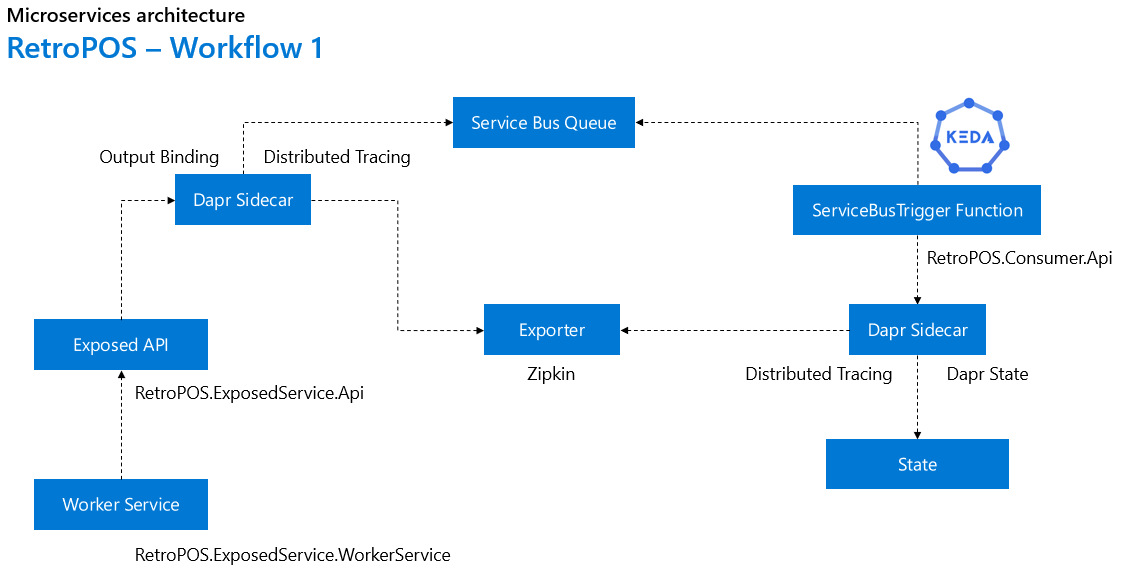 Microservices architecture
RetroPOS – Workflow 1
Service Bus Queue
KEDA
Output Binding
Distributed Tracing
Dapr Sidecar
ServiceBusTrigger Function
RetroPOS.Consumer.Api
Exposed API
Exporter
Dapr Sidecar
RetroPOS.ExposedService.Api
Zipkin
Distributed Tracing
Dapr State
State
Worker Service
RetroPOS.ExposedService.WorkerService